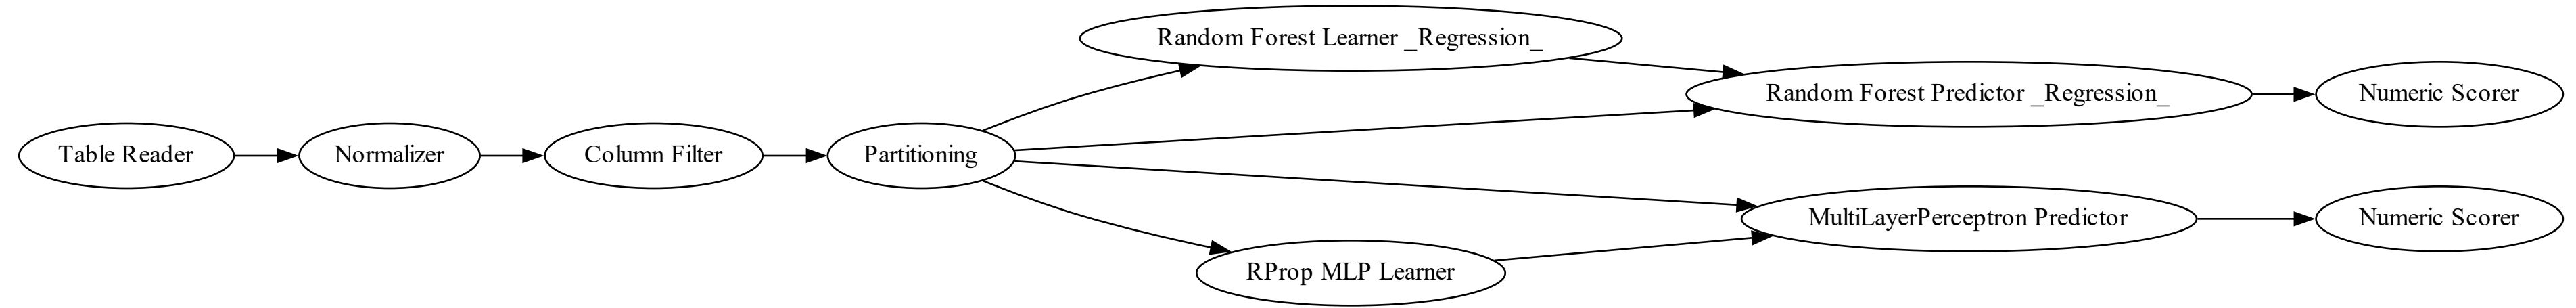 Table Reader
Normalizer
Column Filter
Partitioning
Random Forest Learner _Regression_
Random Forest Predictor _Regression_
Numeric Scorer
RProp MLP Learner
MultiLayerPerceptron Predictor
Numeric Scorer